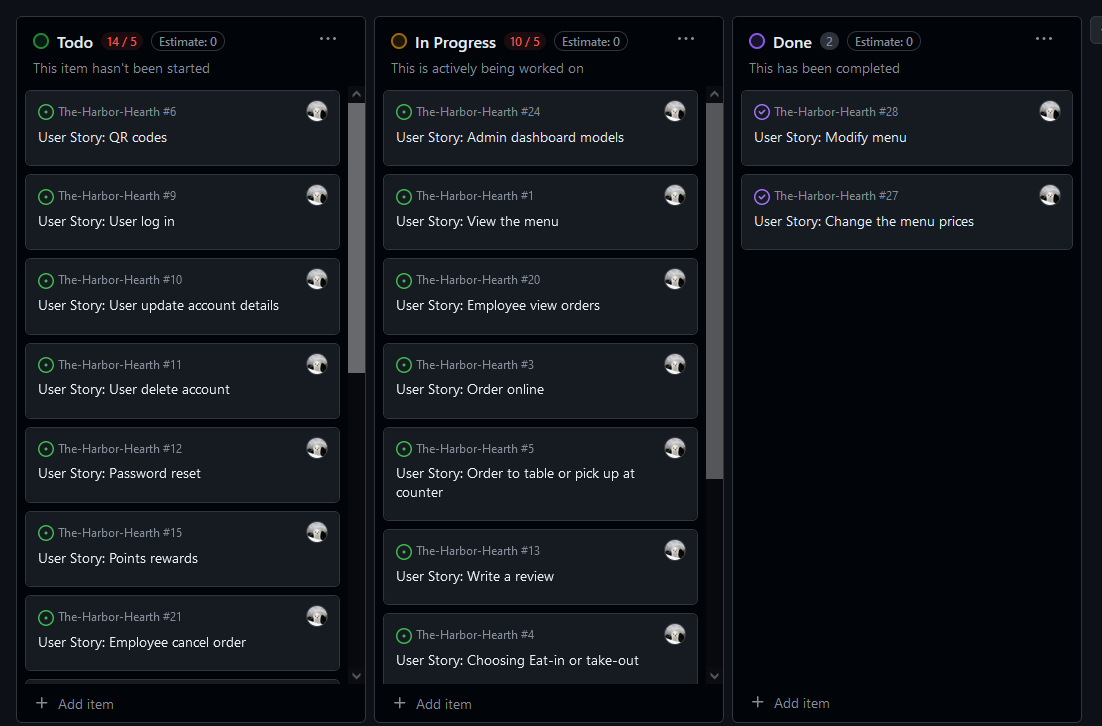 Todo 14 / 5 Estimate: 0
This item hasn't been started
The-Harbor-Hearth #6
User Story: QR codes
The-Harbor-Hearth #9
User Story: User log in
The-Harbor-Hearth #10
User Story: User update account details
The-Harbor-Hearth #11
User Story: User delete account
The-Harbor-Hearth #12
User Story: Password reset
The-Harbor-Hearth #15
User Story: Points rewards
The-Harbor-Hearth #21
User Story: Employee cancel order
Add item
In Progress 10 / 5 Estimate: 0
This is actively being worked on
The-Harbor-Hearth #24
User Story: Admin dashboard models
The-Harbor-Hearth #1
User Story: View the menu
The-Harbor-Hearth #20
User Story: Employee view orders
The-Harbor-Hearth #3
User Story: Order online
The-Harbor-Hearth #5
User Story: Order to table or pick up at
counter
The-Harbor-Hearth #13
User Story: Write a review
The-Harbor-Hearth #4
User Story: Choosing Eat-in or take-out
Add item
Done 2 Estimate: 0
This has been completed
The-Harbor-Hearth #28
User Story: Modify menu
The-Harbor-Hearth #27
User Story: Change the menu prices
Add item